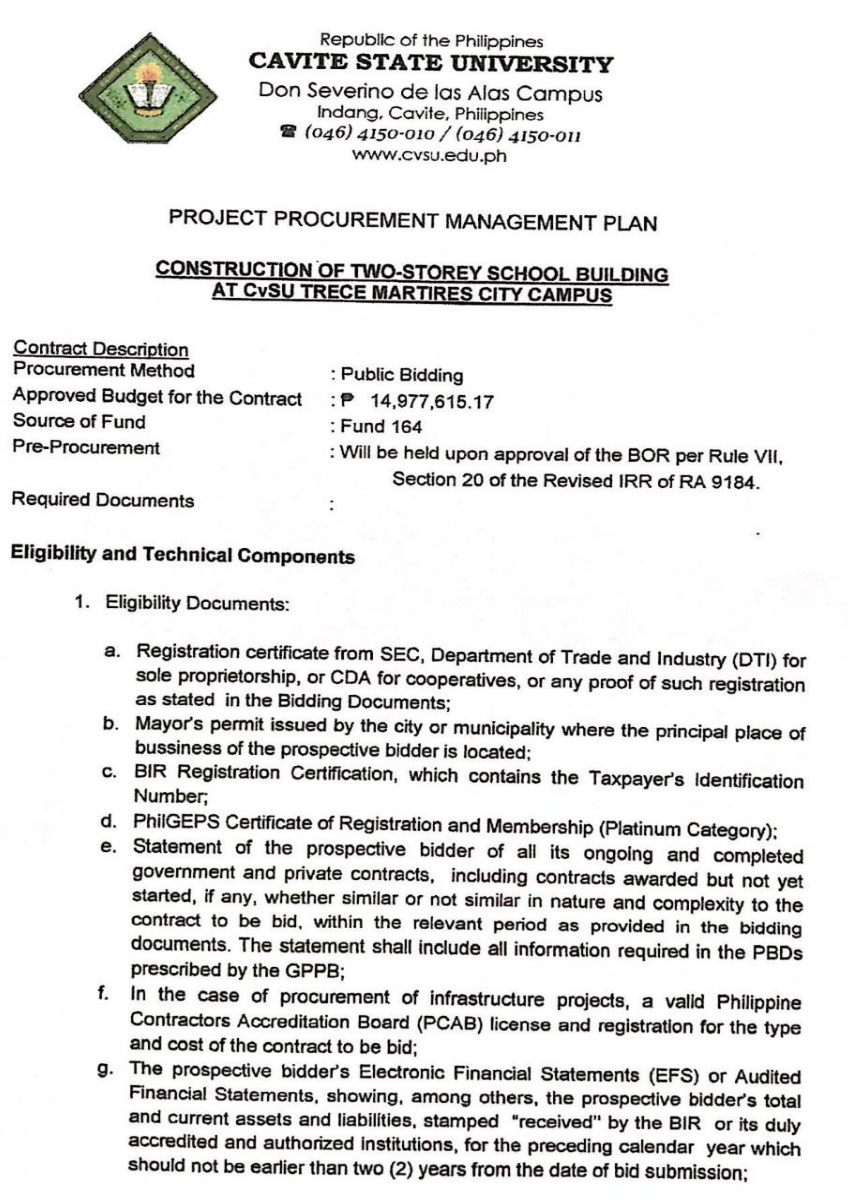 Republic of the Philippines
CAVITE STATE UNIVERSITY
Don Severino de las Alas Campus
Indang, Cavite, Philippines
☎ (046) 4150-010 / (046) 4150-011
www.cvsu.edu.ph
PROJECT PROCUREMENT MANAGEMENT PLAN
CONSTRUCTION OF TWO-STOREY SCHOOL BUILDING
AT CvSU TRECE MARTIRES CITY CAMPUS
Contract Description
Procurement Method : Public Bidding
Approved Budget for the Contract : ₱ 14,977,615.17
Source of Fund : Fund 164
Pre-Procurement : Will be held upon approval of the BOR per Rule VII,
Section 20 of the Revised IRR of RA 9184.
Required Documents :
Eligibility and Technical Components
1. Eligibility Documents:
a. Registration certificate from SEC, Department of Trade and Industry (DTI) for
sole proprietorship, or CDA for cooperatives, or any proof of such registration
as stated in the Bidding Documents;
b. Mayor's permit issued by the city or municipality where the principal place of
bussiness of the prospective bidder is located;
c. BIR Registration Certification, which contains the Taxpayer's Identification
Number;
d. PhilGEPS Certificate of Registration and Membership (Platinum Category);
e. Statement of the prospective bidder of all its ongoing and completed
government and private contracts, including contracts awarded but not yet
started, if any, whether similar or not similar in nature and complexity to the
contract to be bid, within the relevant period as provided in the bidding
documents. The statement shall include all information required in the PBDs
prescribed by the GPPB;
f. In the case of procurement of infrastructure projects, a valid Philippine
Contractors Accreditation Board (PCAB) license and registration for the type
and cost of the contract to be bid;
g. The prospective bidder's Electronic Financial Statements (EFS) or Audited
Financial Statements, showing, among others, the prospective bidder's total
and current assets and liabilities, stamped "received" by the BIR or its duly
accredited and authorized institutions, for the preceding calendar year which
should not be earlier than two (2) years from the date of bid submission;